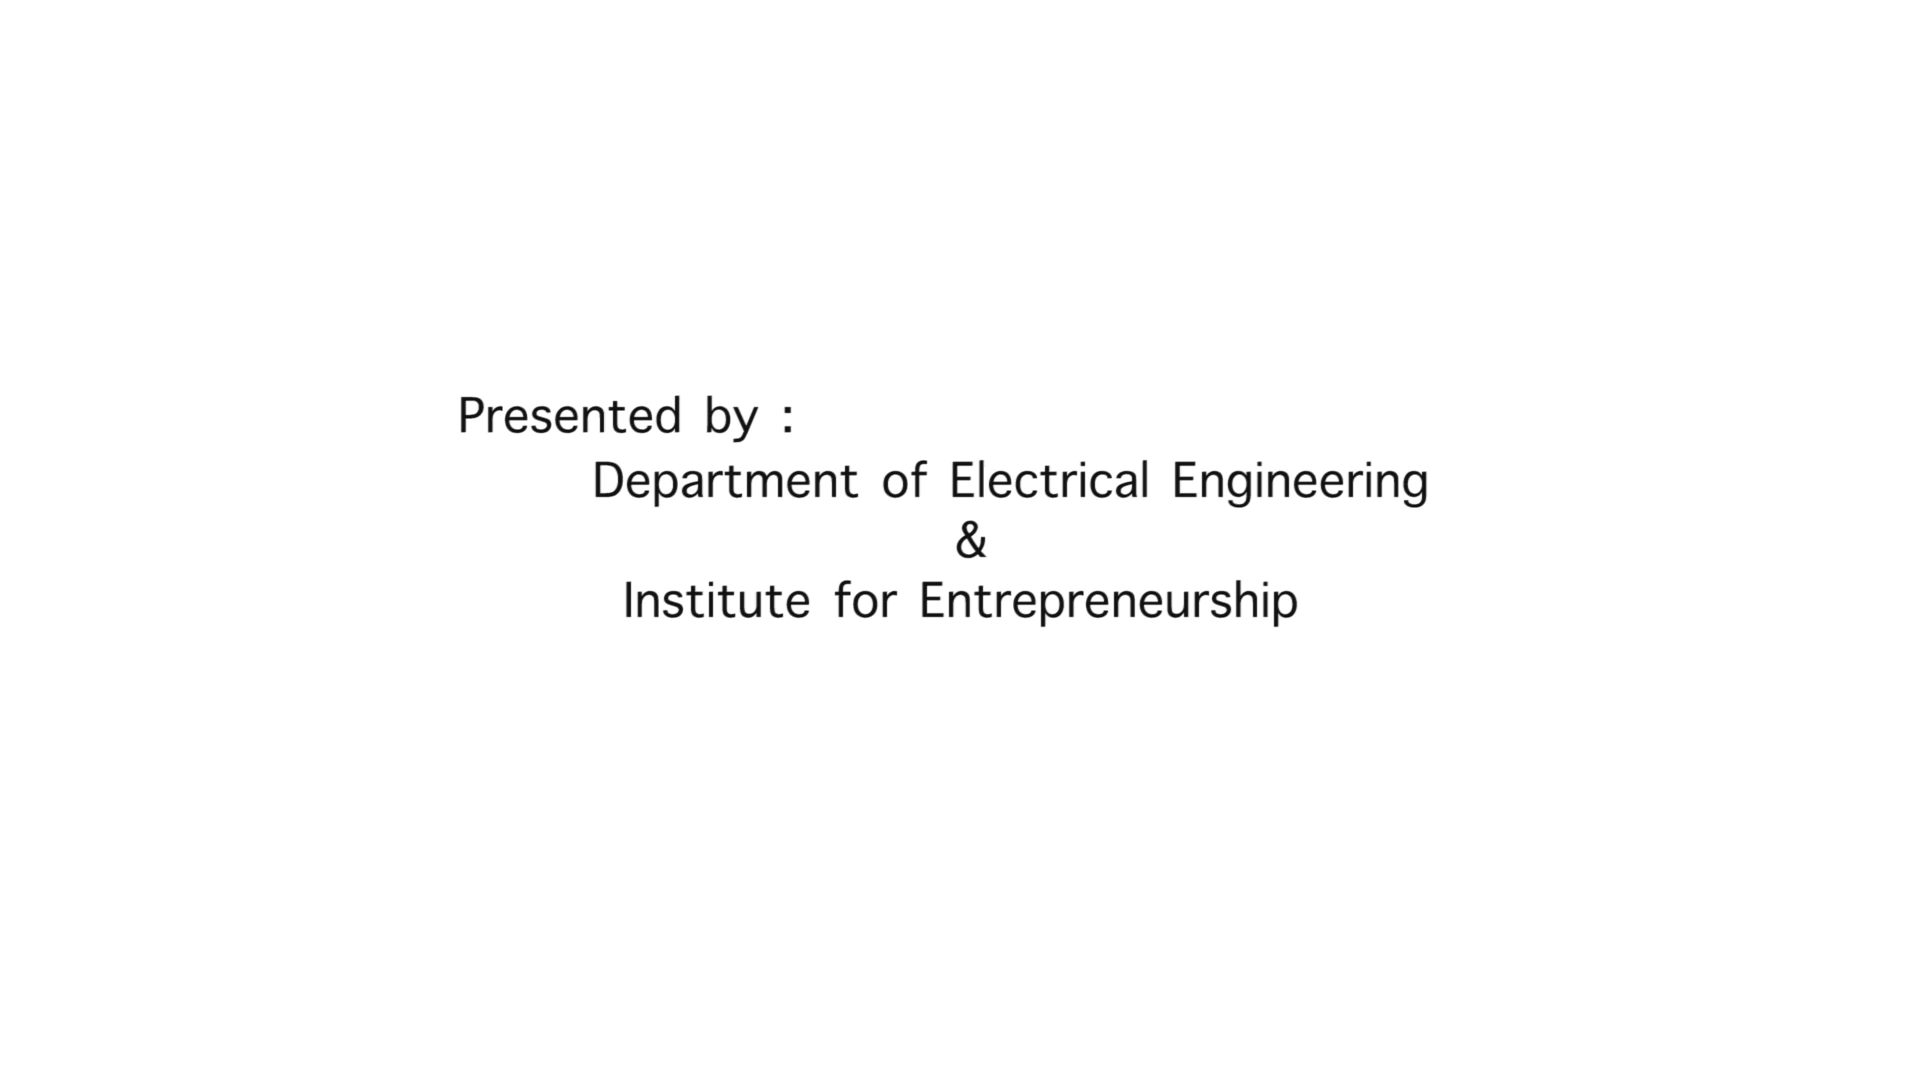 Presented by :
Department of Electrical Engineering
&
Institute for Entrepreneurship